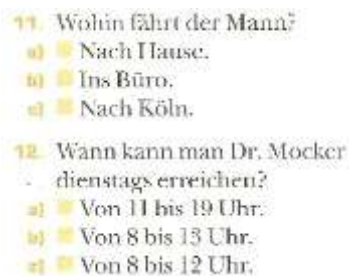 11. Wohin fährt der Mann?
a) Nach Hause.
b) Ins Büro.
c) Nach Köln.
12. Wann kann man Dr. Mocker
dienstags erreichen?
a) Von 11 bis 19 Uhr.
b) Von 8 bis 13 Uhr.
c) Von 8 bis 12 Uhr.